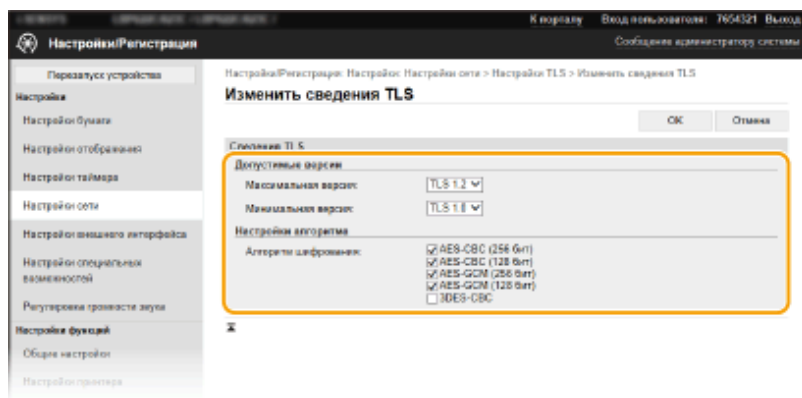 К порталу Вход пользователя: 7654321 Выход
Настройки/Регистрация
Сообщение администратору системы
Перезапуск устройства
Настройки
Настройки бумаги
Настройки отображения
Настройки таймера
Настройки сети
Настройки внешнего интерфейса
Настройки специальных
возможностей
Регулировка громкости звука
Настройки функций
Общие настройки
Настройки принтера
Настройки/Регистрация: Настройки: Настройки сети > Настройки TLS > Изменить сведения TLS
Изменить сведения TLS
OK Отмена
Сведения TLS
Допустимые версии
Максимальная версия: TLS 1.2
Минимальная версия: TLS 1.0
Настройки алгоритма
Алгоритм шифрования: AES-CBC (256 бит)
AES-CBC (128 бит)
AES-GCM (256 бит)
AES-GCM (128 бит)
3DES-CBC